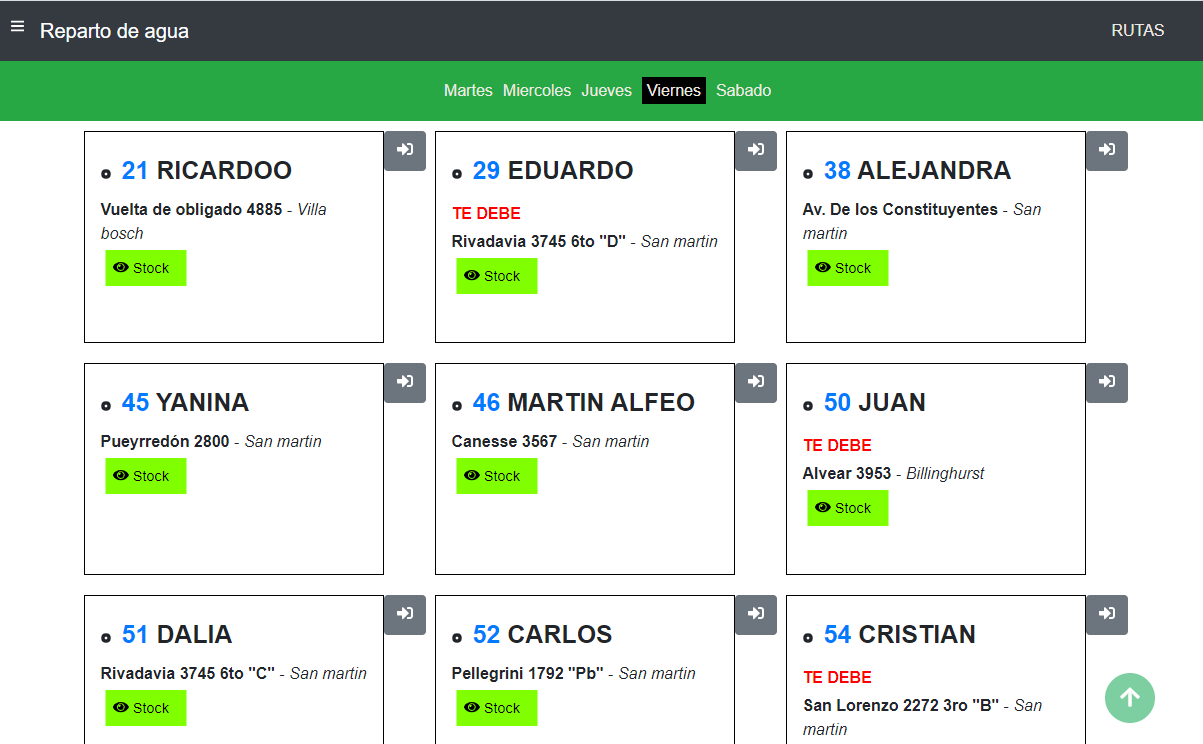 Reparto de agua
RUTAS
Martes Miercoles Jueves Viernes Sabado
21 RICARDOO
Vuelta de obligado 4885 - Villa
bosch
Stock
29 EDUARDO
TE DEBE
Rivadavia 3745 6to "D" - San martin
Stock
38 ALEJANDRA
Av. De los Constituyentes - San
martin
Stock
45 YANINA
Pueyrredón 2800 - San martin
Stock
46 MARTIN ALFEO
Canesse 3567 - San martin
Stock
50 JUAN
TE DEBE
Alvear 3953 - Billinghurst
Stock
51 DALIA
Rivadavia 3745 6to "C" - San martin
Stock
52 CARLOS
Pellegrini 1792 "Pb" - San martin
Stock
54 CRISTIAN
TE DEBE
San Lorenzo 2272 3ro "B" - San
martin